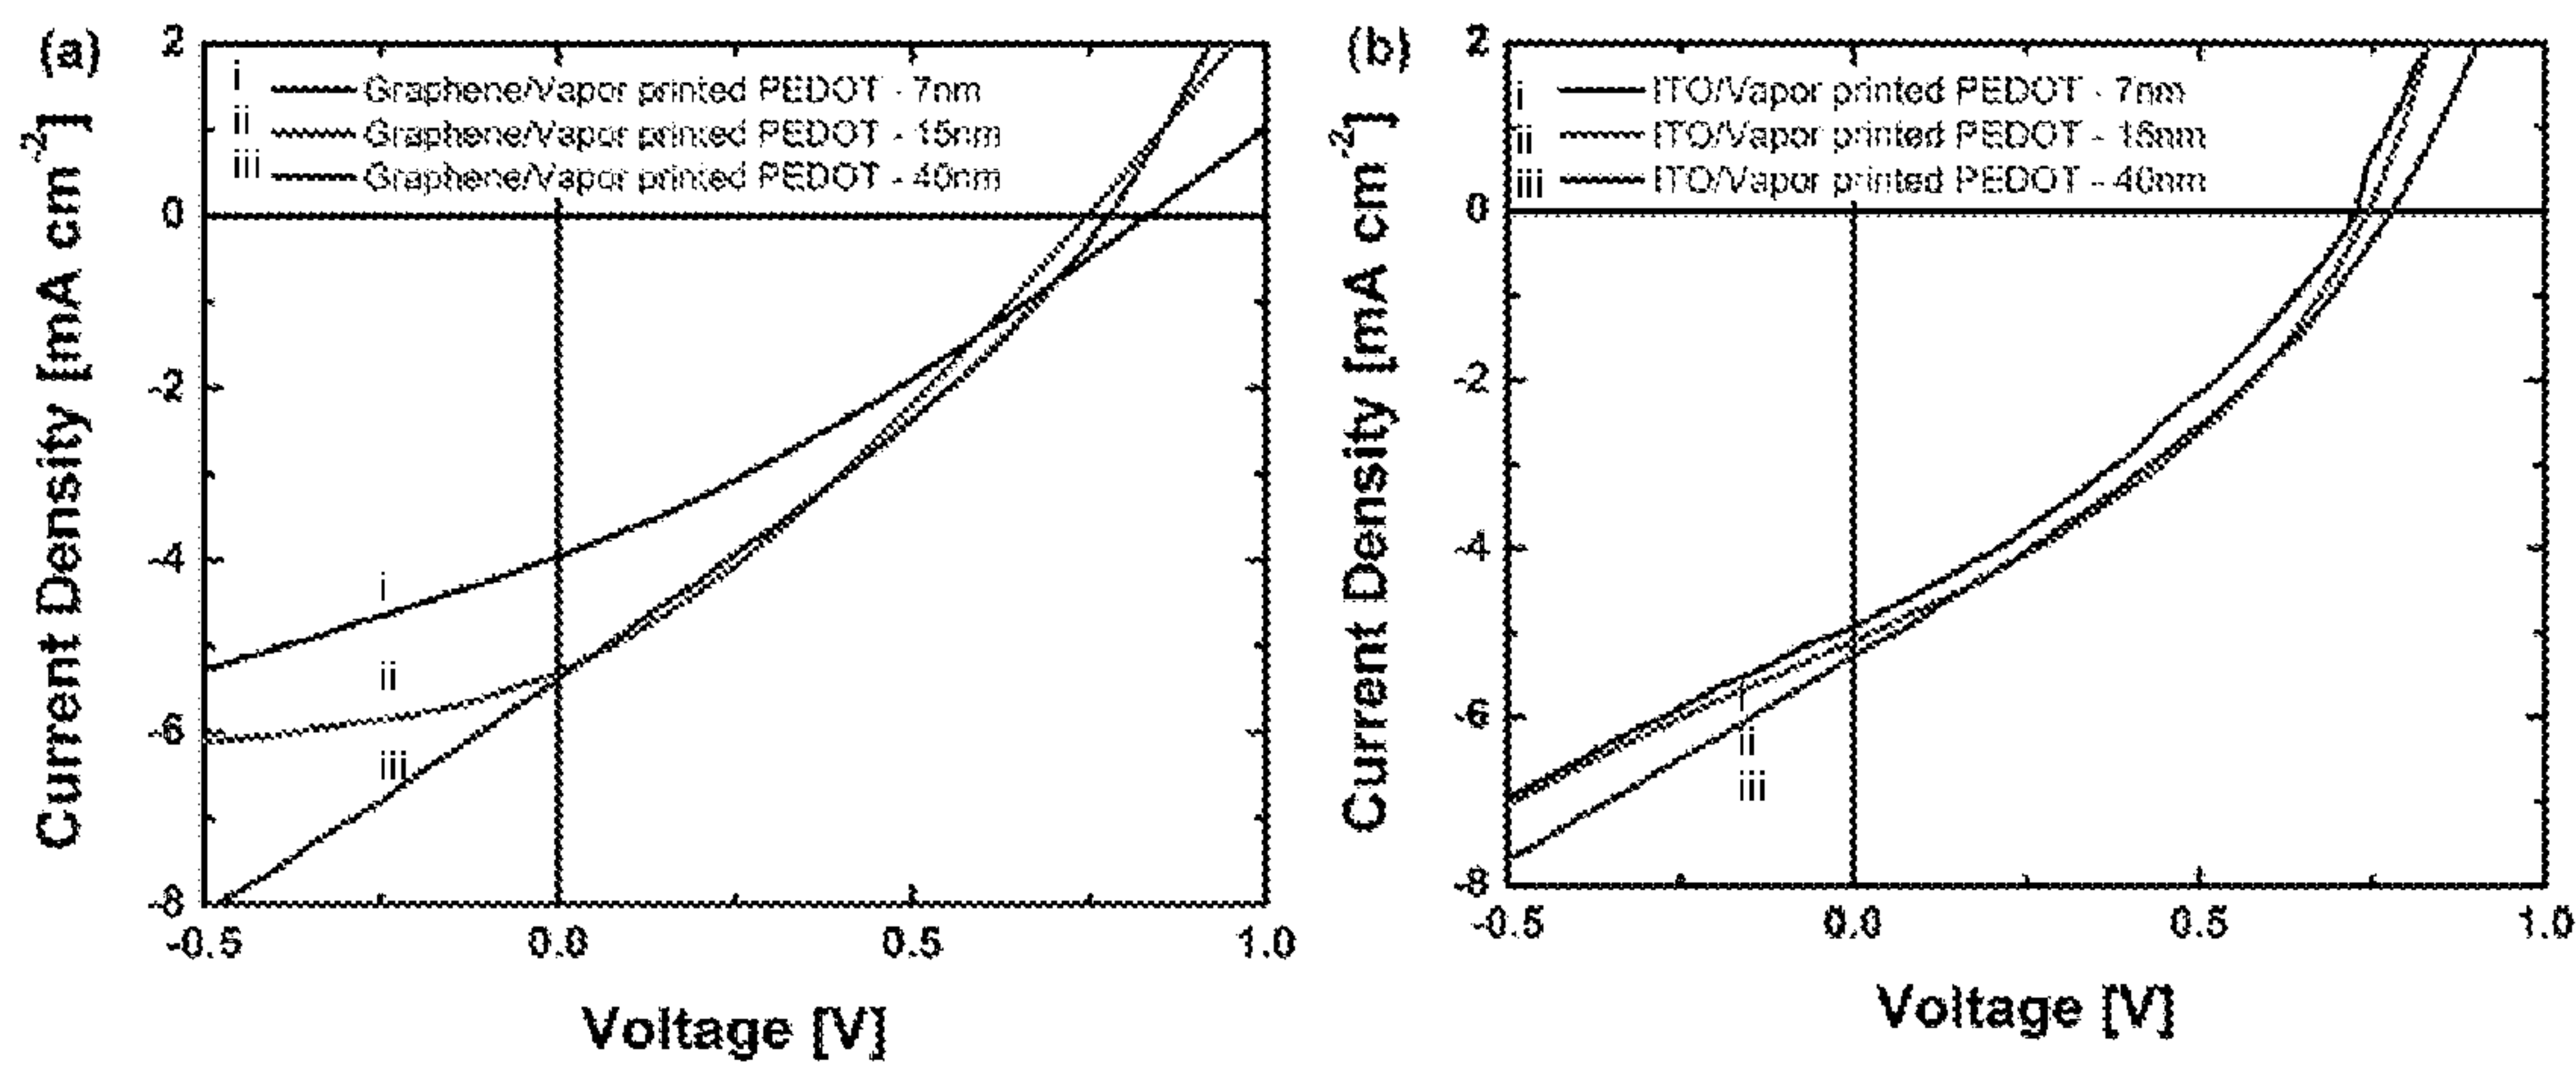 (a)
Current Density [mA cm-2]
2
0
-2
-4
-6
-8
i Graphene/Vapor printed PEDOT - 7nm
ii Graphene/Vapor printed PEDOT - 15nm
iii Graphene/Vapor printed PEDOT - 40nm
i
ii
iii
-0.5 0.0 0.5 1.0
Voltage [V]
(b)
Current Density [mA cm-2]
2
0
-2
-4
-6
-8
i ITO/Vapor printed PEDOT - 7nm
ii ITO/Vapor printed PEDOT - 15nm
iii ITO/Vapor printed PEDOT - 40nm
i
ii
iii
-0.5 0.0 0.5 1.0
Voltage [V]